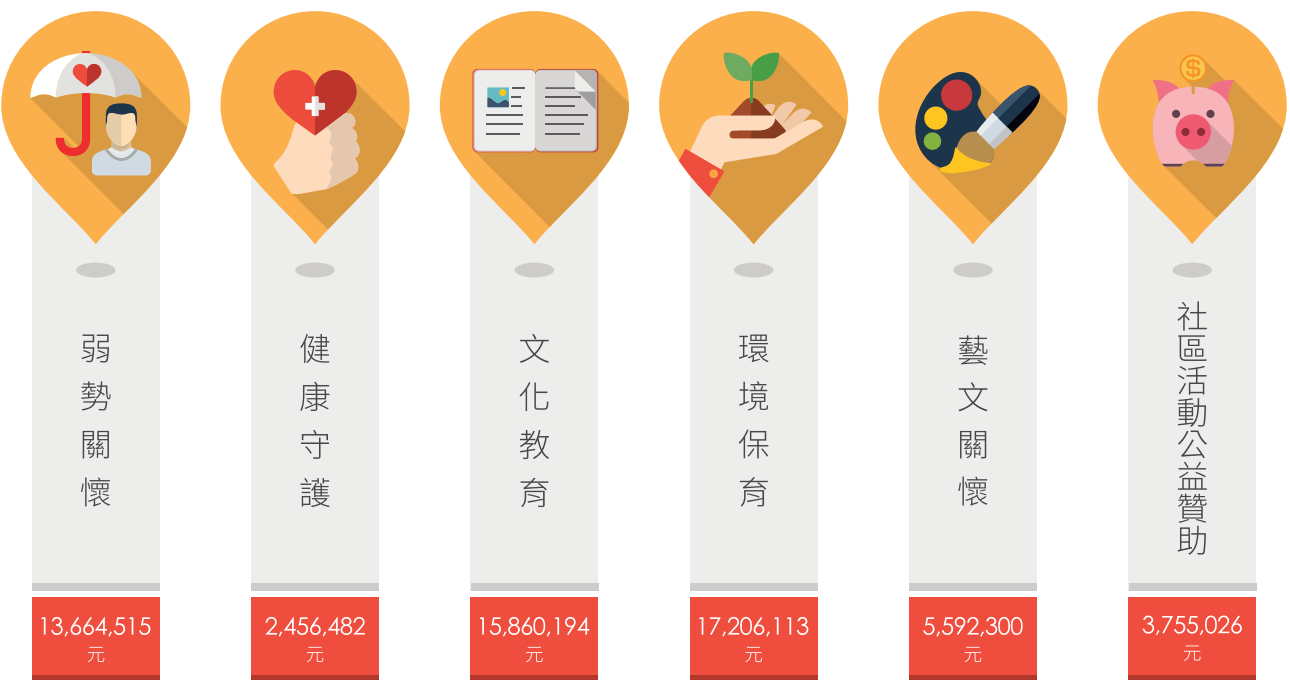 弱勢關懷
13,664,515
元
健康守護
2,456,482
元
文化教育
15,860,194
元
環境保育
17,206,113
元
藝文關懷
5,592,300
元
$
社區活動公益贊助
3,755,026
元